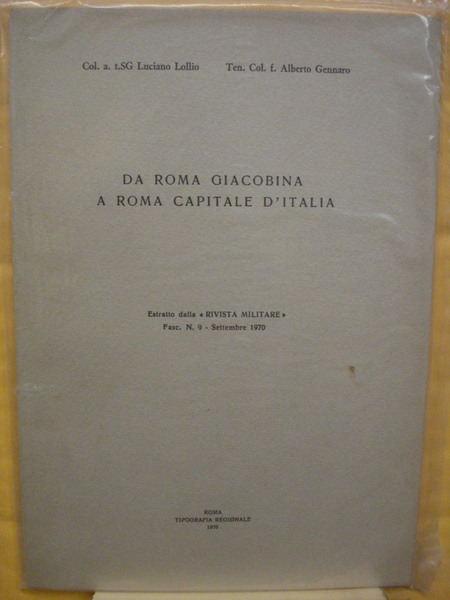 Col. a. t.SG Luciano Lollio Ten. Col. f. Alberto Gennaro
DA ROMA GIACOBINA
A ROMA CAPITALE D'ITALIA
Estratto dalla « RIVISTA MILITARE »
Fasc. N. 9 - Settembre 1970
ROMA
TIPOGRAFIA REGIONALE